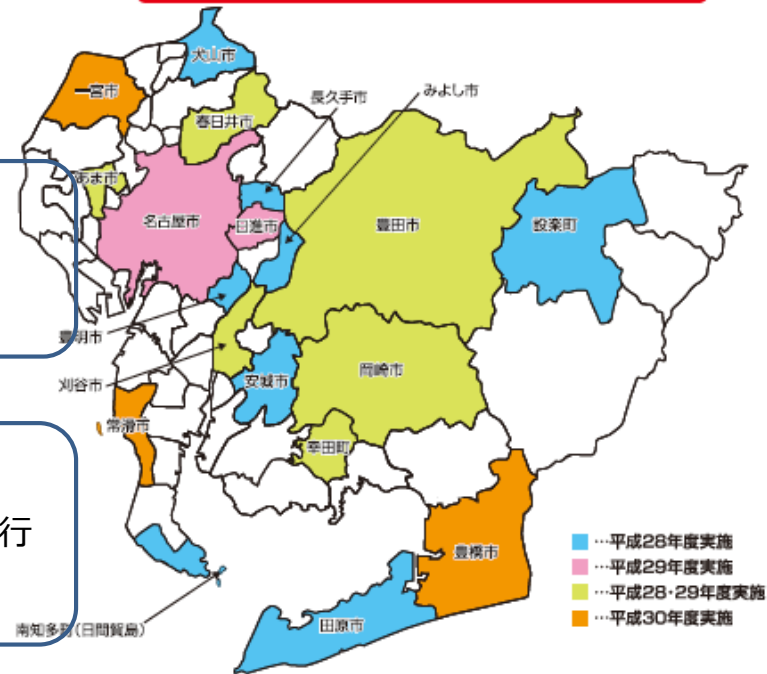 犬山市
一宮市
長久手市
みよし市
春日井市
あま市
名古屋市
日進市
豊田市
設楽町
豊明市
刈谷市
安城市
岡崎市
常滑市
幸田町
行
豊橋市
南知多町(日間賀島)
田原市
…平成28年度実施
…平成29年度実施
…平成28・29年度実施
…平成30年度実施